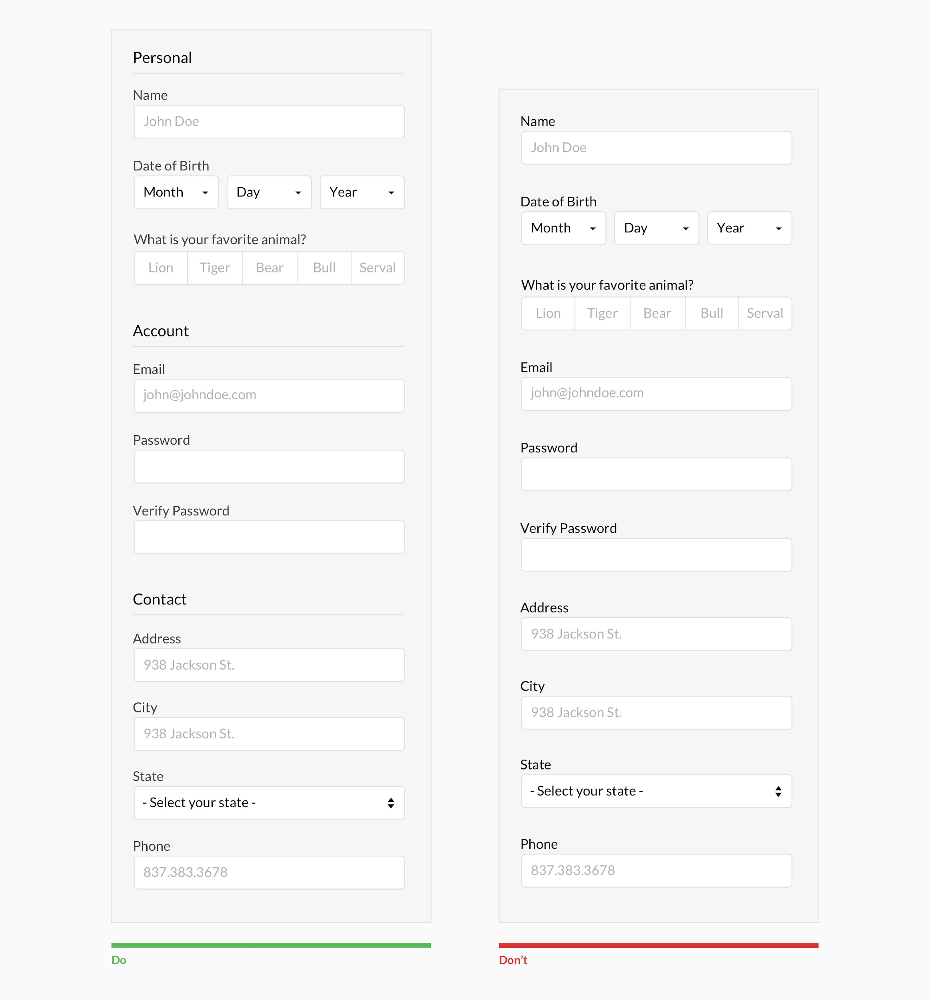 Personal
Name
John Doe
Date of Birth
Month Day Year
What is your favorite animal?
Lion Tiger Bear Bull Serval
Account
Email
john@johndoe.com
Password
Verify Password
Contact
Address
938 Jackson St.
City
938 Jackson St.
State
- Select your state -
Phone
837.383.3678
Do
Name
John Doe
Date of Birth
Month Day Year
What is your favorite animal?
Lion Tiger Bear Bull Serval
Email
john@johndoe.com
Password
Verify Password
Address
938 Jackson St.
City
938 Jackson St.
State
- Select your state -
Phone
837.383.3678
Don’t